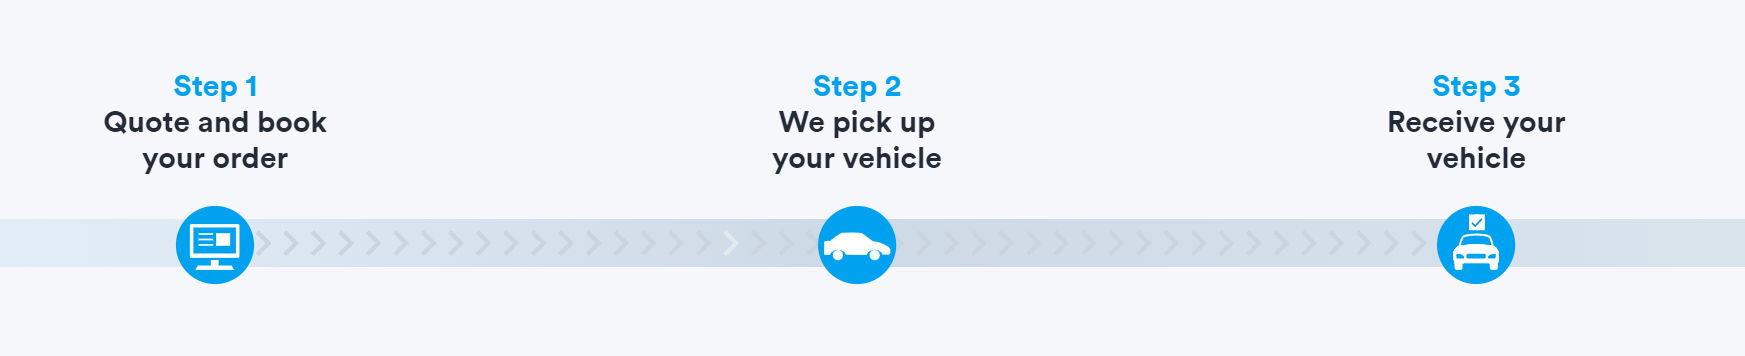 Step 1
Quote and book
your order
Step 2
We pick up
your vehicle
Step 3
Receive your
vehicle